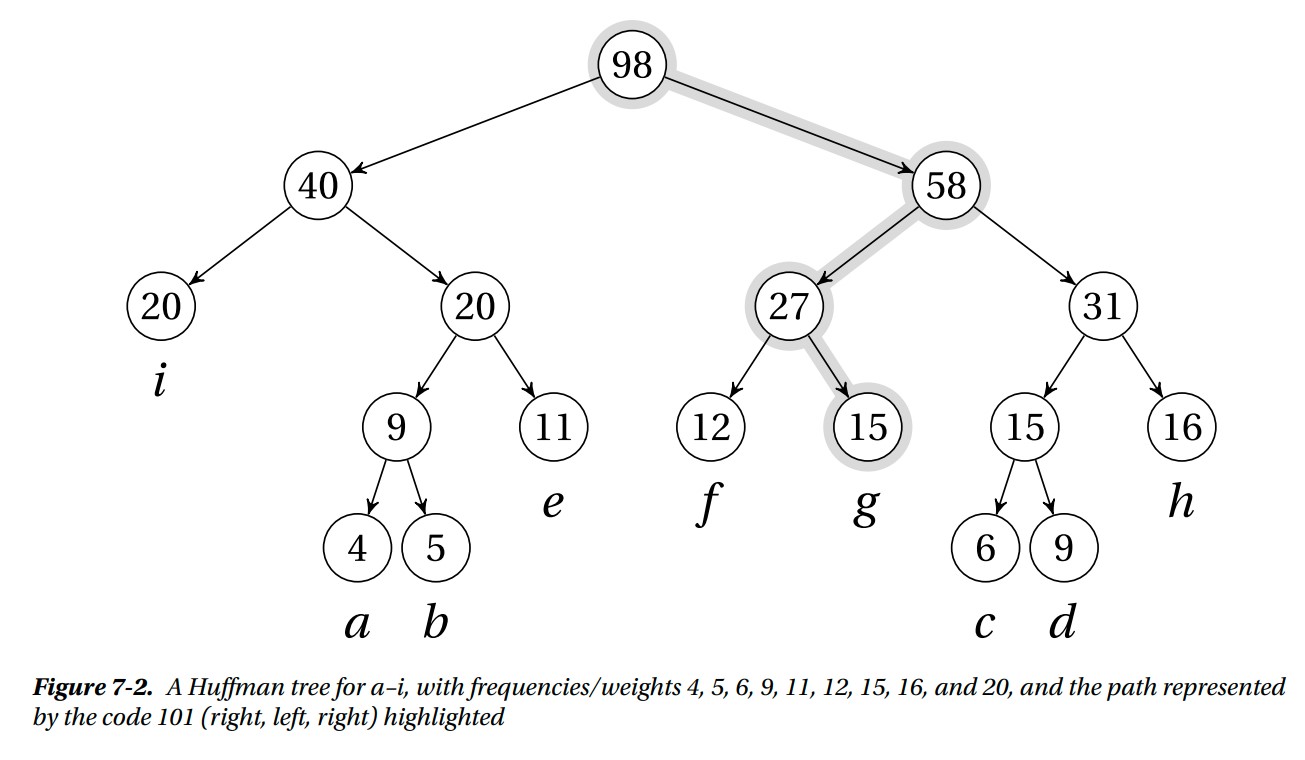 98
40 58
20 20 27 31
i
9 11 12 15 15 16
e f g h
4 5 6 9
a b c d
Figure 7-2. A Huffman tree for a–i, with frequencies/weights 4, 5, 6, 9, 11, 12, 15, 16, and 20, and the path represented
by the code 101 (right, left, right) highlighted